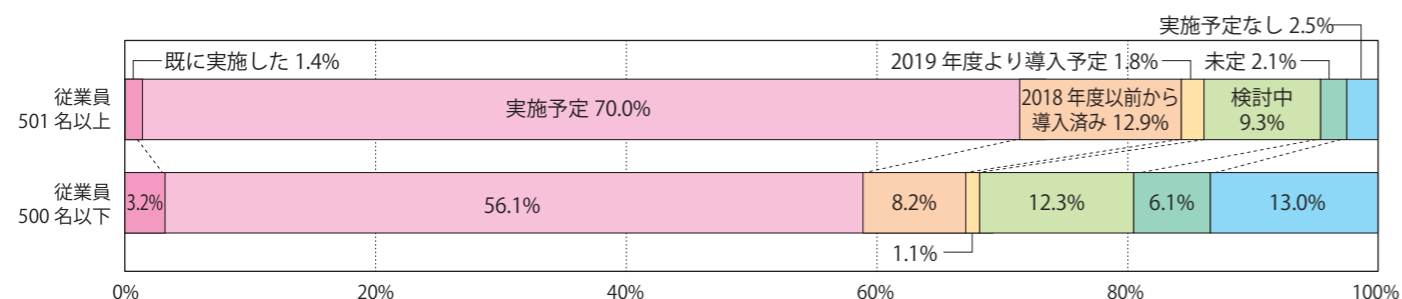 実施予定なし 2.5%
既に実施した 1.4%
2019 年度より導入予定 1.8%
未定 2.1%
従業員
501 名以上
実施予定 70.0%
2018 年度以前から
導入済み 12.9%
検討中
9.3%
従業員
500 名以下
3.2%
56.1%
8.2%
12.3%
6.1%
13.0%
1.1%
0%
20%
40%
60%
80%
100%